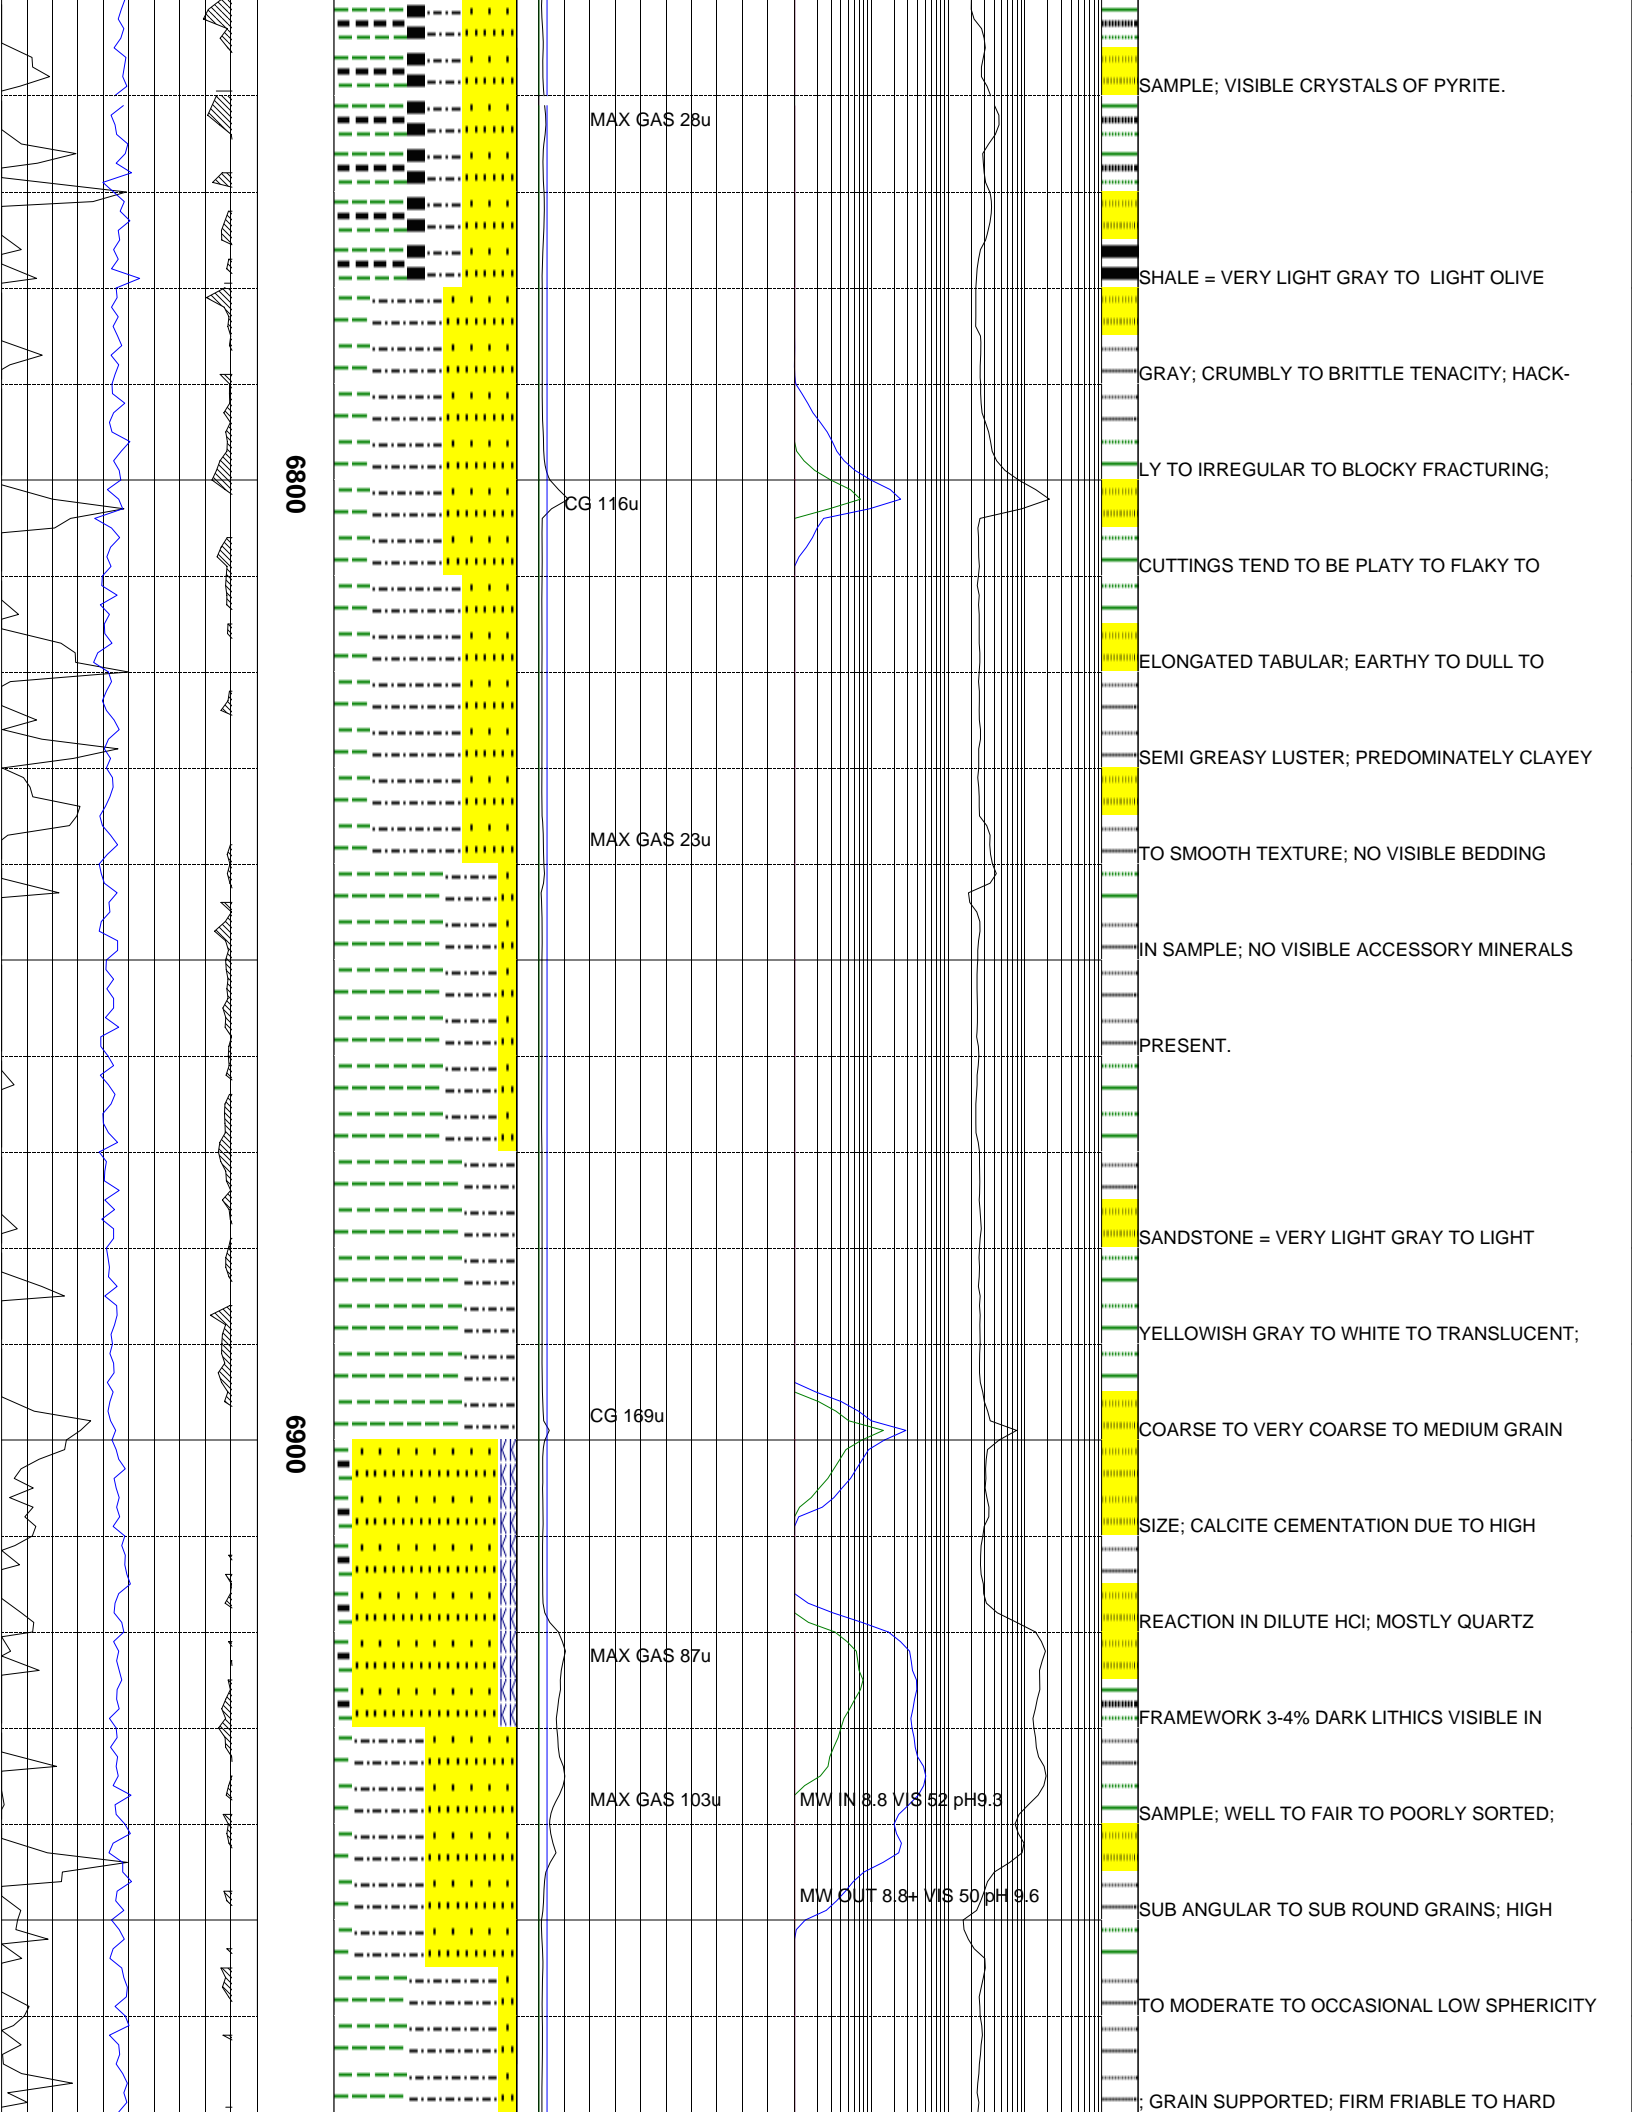 SAMPLE; VISIBLE CRYSTALS OF PYRITE.
MAX GAS 28u
SHALE = VERY LIGHT GRAY TO LIGHT OLIVE
GRAY; CRUMBLY TO BRITTLE TENACITY; HACK-
LY TO IRREGULAR TO BLOCKY FRACTURING;
6800
CG 116u
CUTTINGS TEND TO BE PLATY TO FLAKY TO
ELONGATED TABULAR; EARTHY TO DULL TO
SEMI GREASY LUSTER; PREDOMINATELY CLAYEY
MAX GAS 23u
TO SMOOTH TEXTURE; NO VISIBLE BEDDING
IN SAMPLE; NO VISIBLE ACCESSORY MINERALS
PRESENT.
SANDSTONE = VERY LIGHT GRAY TO LIGHT
YELLOWISH GRAY TO WHITE TO TRANSLUCENT;
CG 169u
COARSE TO VERY COARSE TO MEDIUM GRAIN
6900
SIZE; CALCITE CEMENTATION DUE TO HIGH
REACTION IN DILUTE HCl; MOSTLY QUARTZ
MAX GAS 87u
FRAMEWORK 3-4% DARK LITHICS VISIBLE IN
MAX GAS 103u
MW IN 8.8 VIS 52 pH9.3
SAMPLE; WELL TO FAIR TO POORLY SORTED;
MW OUT 8.8+ VIS 50 pH 9.6
SUB ANGULAR TO SUB ROUND GRAINS; HIGH
TO MODERATE TO OCCASIONAL LOW SPHERICITY
; GRAIN SUPPORTED; FIRM FRIABLE TO HARD